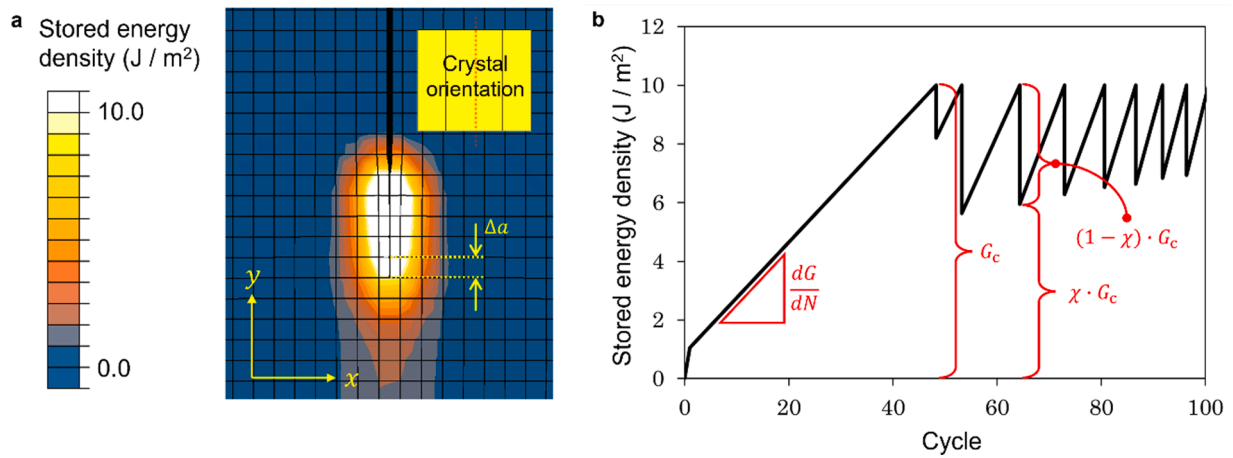 a
Stored energy
density (J / m²)
10.0
0.0
Crystal
orientation
Δa
y
x
b
Stored energy density (J / m²)
12
10
8
6
4
2
0
0
20
40
60
80
100
Cycle
dG
dN
G_c
(1 − χ) · G_c
χ · G_c